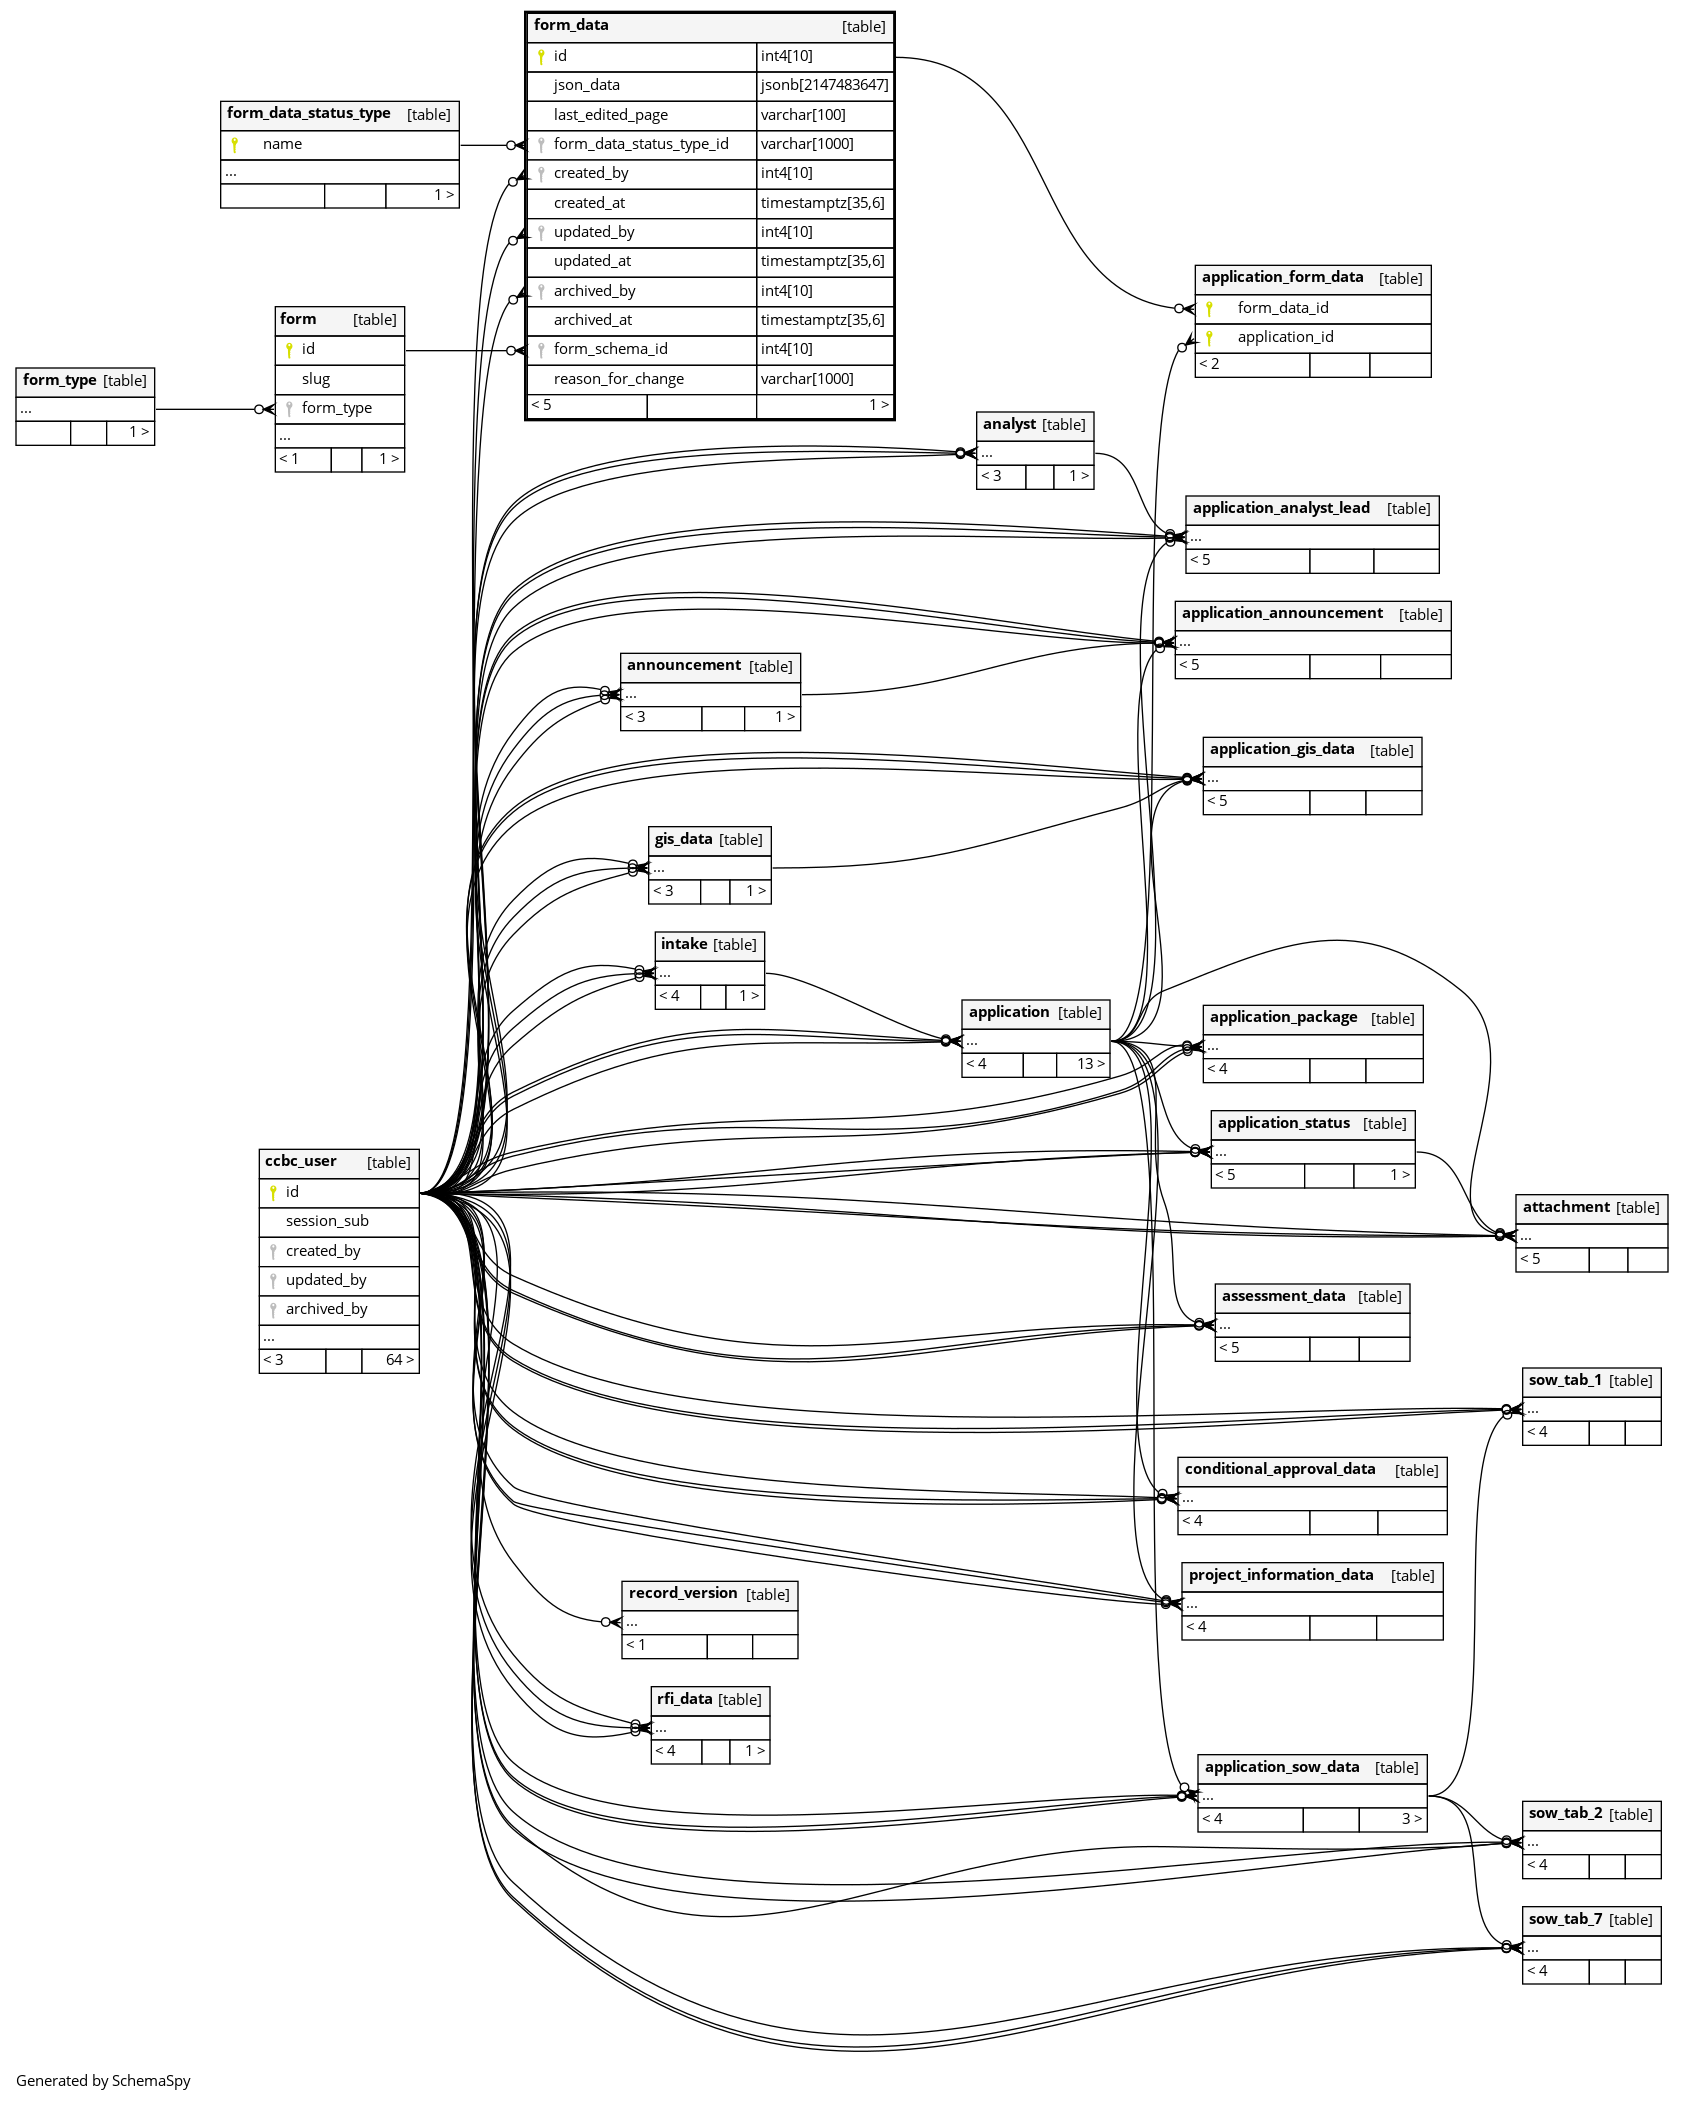 form_data [table]
id int4[10]
json_data jsonb[2147483647]
last_edited_page varchar[100]
form_data_status_type_id varchar[1000]
created_by int4[10]
created_at timestamptz[35,6]
updated_by int4[10]
updated_at timestamptz[35,6]
archived_by int4[10]
archived_at timestamptz[35,6]
form_schema_id int4[10]
reason_for_change varchar[1000]
< 5 1 >
form_data_status_type [table]
name
...
1 >
application_form_data [table]
form_data_id
application_id
< 2
form [table]
id
slug
form_type
...
< 1 1 >
form_type [table]
...
1 >
analyst [table]
...
< 3 1 >
application_analyst_lead [table]
...
< 5
application_announcement [table]
...
< 5
announcement [table]
...
< 3 1 >
application_gis_data [table]
...
< 5
gis_data [table]
...
< 3 1 >
intake [table]
...
< 4 1 >
application [table]
...
< 4 13 >
application_package [table]
...
< 4
application_status [table]
...
< 5 1 >
ccbc_user [table]
id
session_sub
created_by
updated_by
archived_by
...
< 3 64 >
attachment [table]
...
< 5
assessment_data [table]
...
< 5
sow_tab_1 [table]
...
< 4
conditional_approval_data [table]
...
< 4
project_information_data [table]
...
< 4
record_version [table]
...
< 1
rfi_data [table]
...
< 4 1 >
application_sow_data [table]
...
< 4 3 >
sow_tab_2 [table]
...
< 4
sow_tab_7 [table]
...
< 4
Generated by SchemaSpy